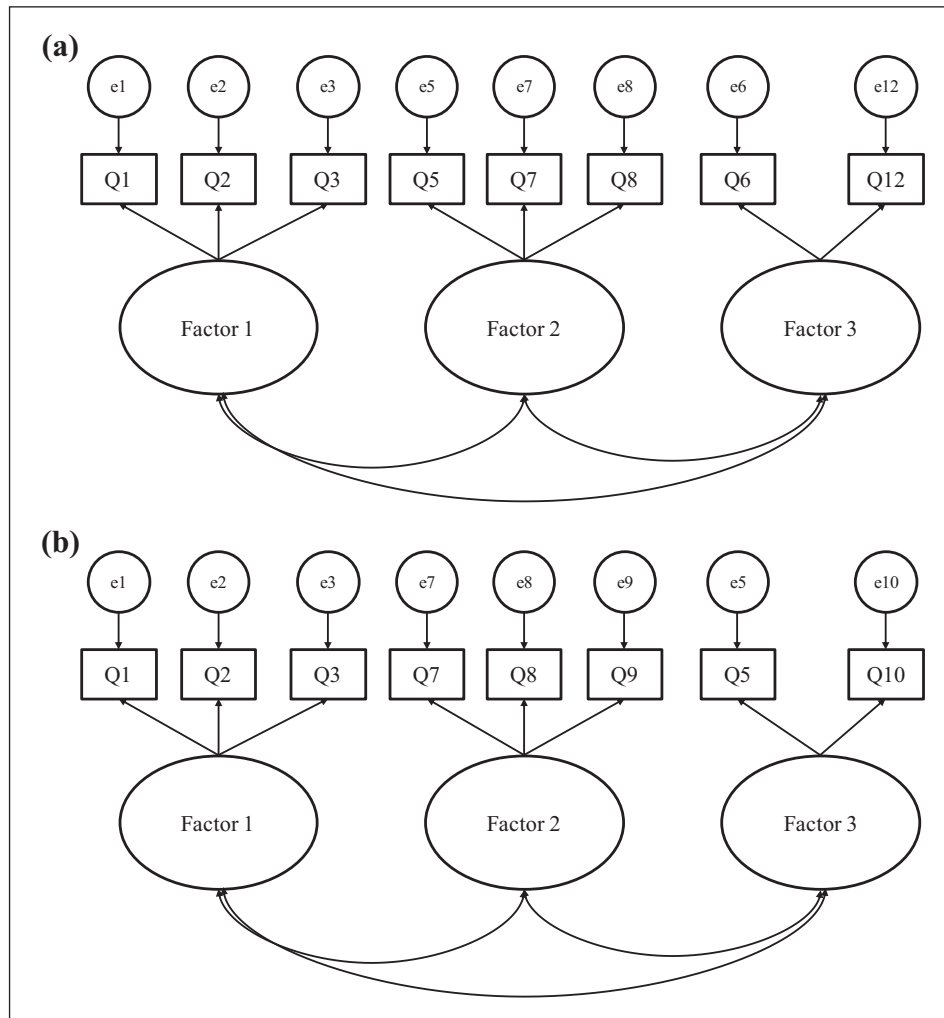 (a)
e1 e2 e3 e5 e7 e8 e6 e12
Q1 Q2 Q3 Q5 Q7 Q8 Q6 Q12
Factor 1 Factor 2 Factor 3
(b)
e1 e2 e3 e7 e8 e9 e5 e10
Q1 Q2 Q3 Q7 Q8 Q9 Q5 Q10
Factor 1 Factor 2 Factor 3